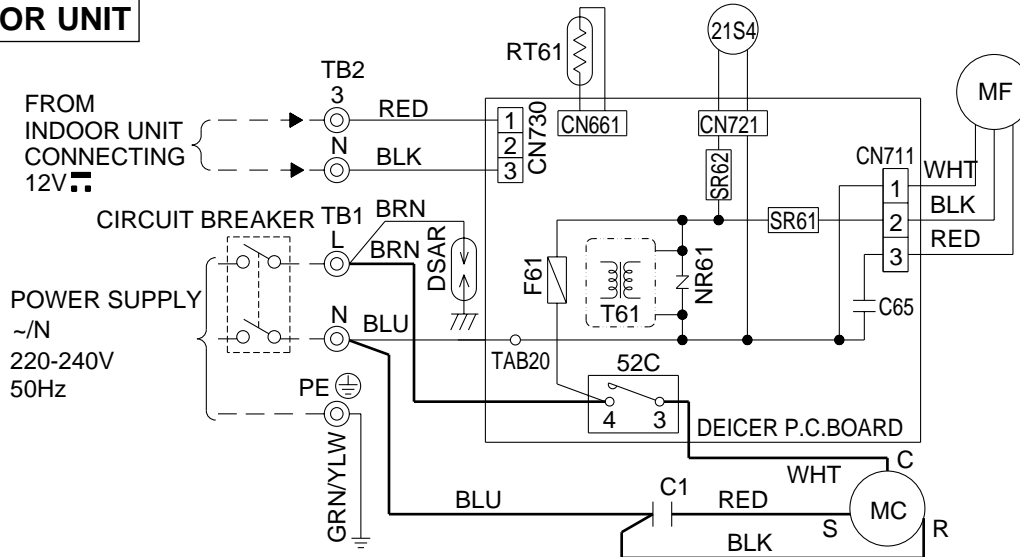 OR UNIT
RT61
21S4
MF
TB2
3
RED
FROM
INDOOR UNIT
CONNECTING
12V
N
BLK
1
2
3
CN730
CN661
CN721
SR62
CN711
1
2
3
WHT
BLK
RED
CIRCUIT BREAKER
TB1
L
BRN
BRN
DSAR
F61
T61
NR61
SR61
C65
POWER SUPPLY
~/N
220-240V
50Hz
N
BLU
TAB20
52C
4
3
PE
GRN/YLW
DEICER P.C.BOARD
WHT
C
BLU
C1
RED
S
MC
R
BLK